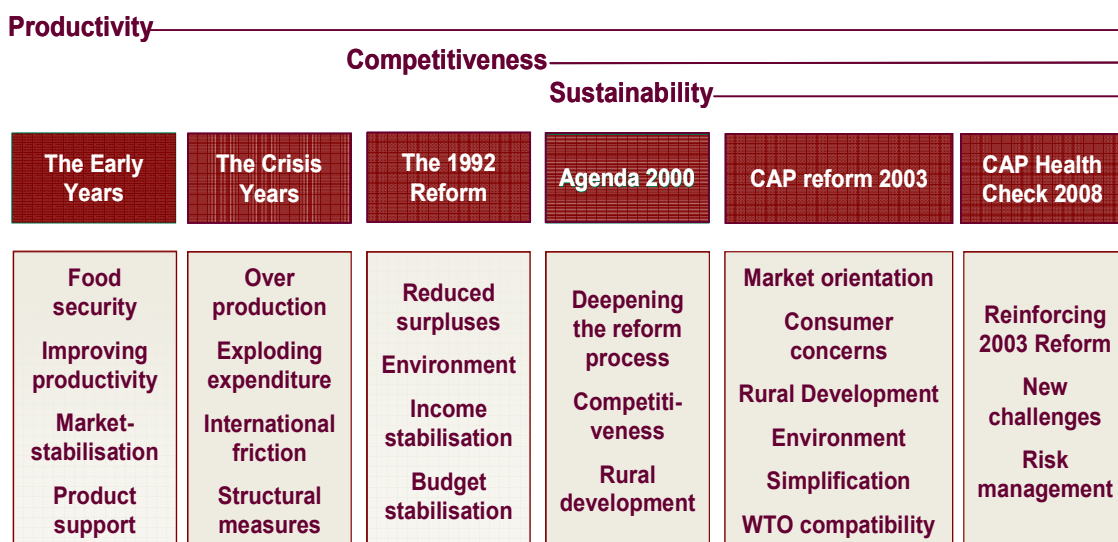 Productivity
Competitiveness
Sustainability
The Early
Years
The Crisis
Years
The 1992
Reform
Agenda 2000
CAP reform 2003
CAP Health
Check 2008
Food
security
Improving
productivity
Market-
stabilisation
Product
support
Over
production
Exploding
expenditure
International
friction
Structural
measures
Reduced
surpluses
Environment
Income
stabilisation
Budget
stabilisation
Deepening
the reform
process
Competiti-
veness
Rural
development
Market orientation
Consumer
concerns
Rural Development
Environment
Simplification
WTO compatibility
Reinforcing
2003 Reform
New
challenges
Risk
management